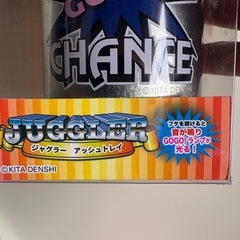 GO
CHANCE
©KITA DENSHI
JUGGLER
ジャグラー アッシュトレイ
©KITA DENSHI
フタを開けると
音が鳴り
GOGO!ランプが
光る!